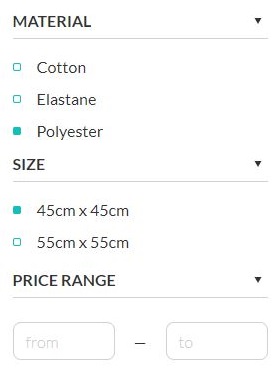 MATERIAL
Cotton
Elastane
Polyester
SIZE
45cm x 45cm
55cm x 55cm
PRICE RANGE
from — to